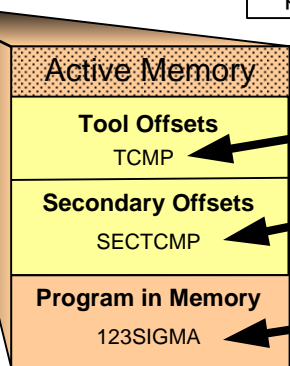 Active Memory
Tool Offsets
TCMP
Secondary Offsets
SECTCMP
Program in Memory
123SIGMA